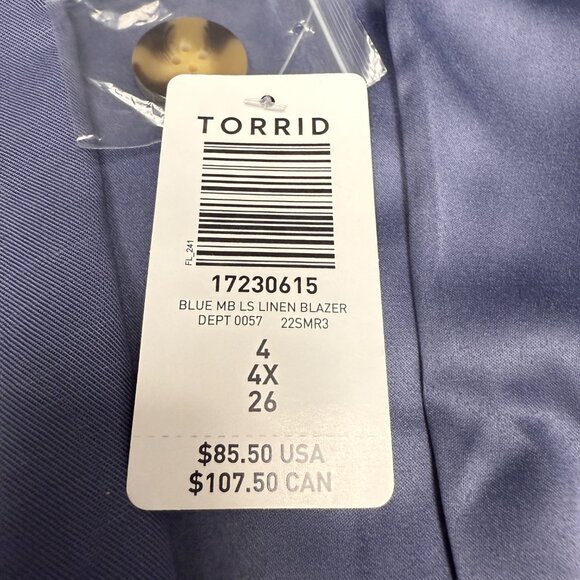 TORRID
FL_241
17230615
BLUE MB LS LINEN BLAZER
DEPT 0057 22SMR3
4
4X
26
$85.50 USA
$107.50 CAN